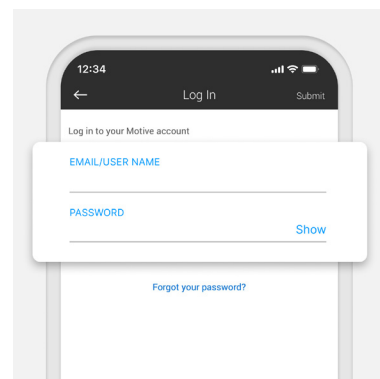 12:34
Log In Submit
Log in to your Motive account
EMAIL/USER NAME
PASSWORD
Show
Forgot your password?